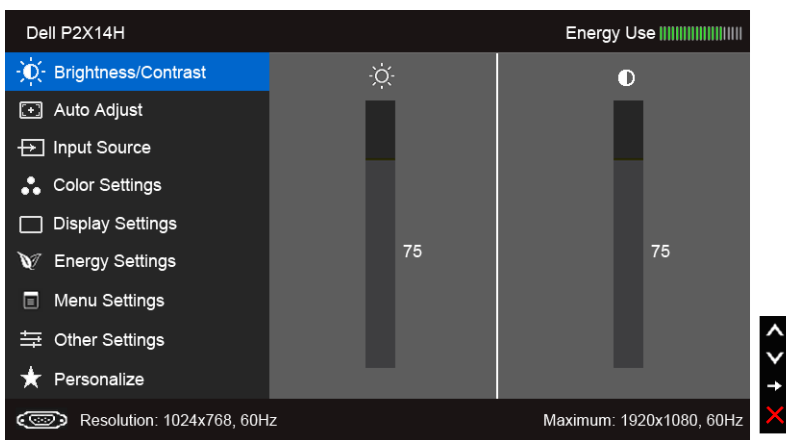 Dell P2X14H
Energy Use
Brightness/Contrast
Auto Adjust
Input Source
Color Settings
Display Settings
Energy Settings
Menu Settings
Other Settings
Personalize
75
75
Resolution: 1024x768, 60Hz
Maximum: 1920x1080, 60Hz